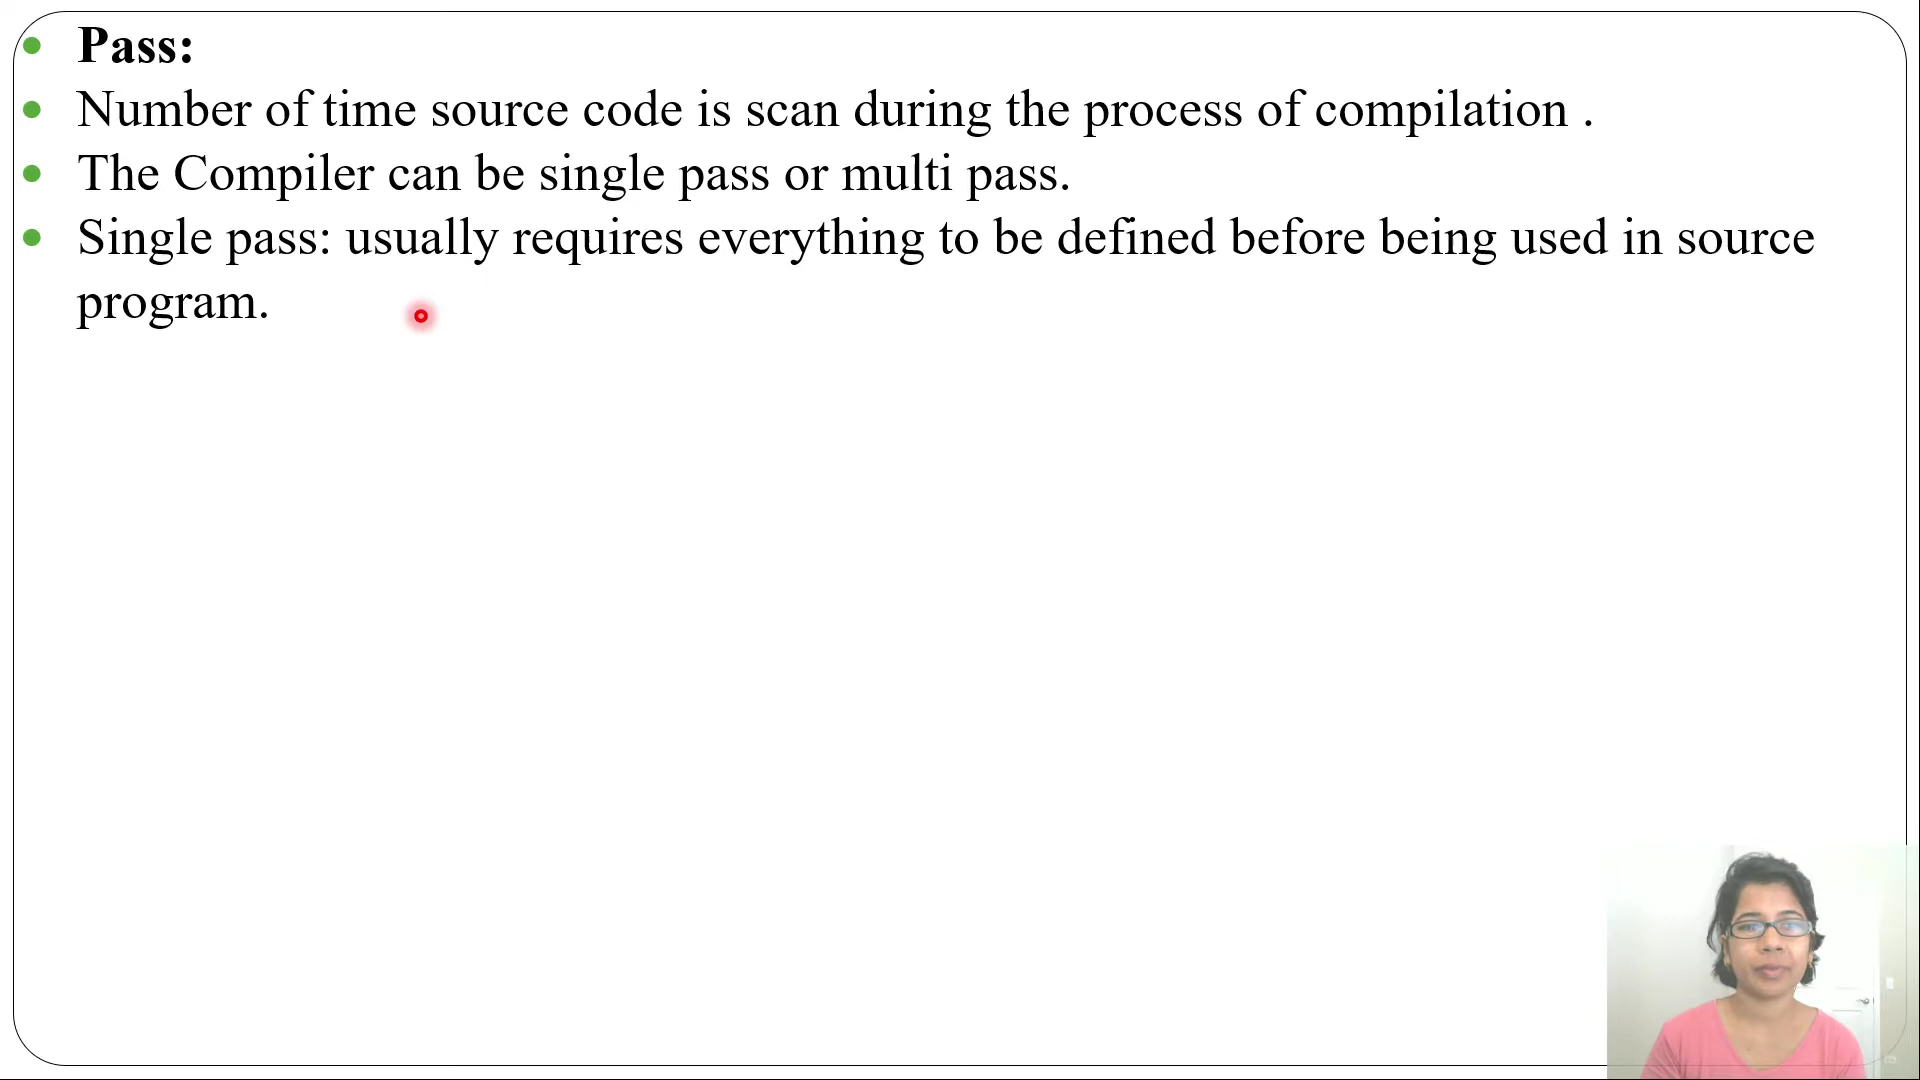 Pass:
Number of time source code is scan during the process of compilation .
The Compiler can be single pass or multi pass.
Single pass: usually requires everything to be defined before being used in source
program.